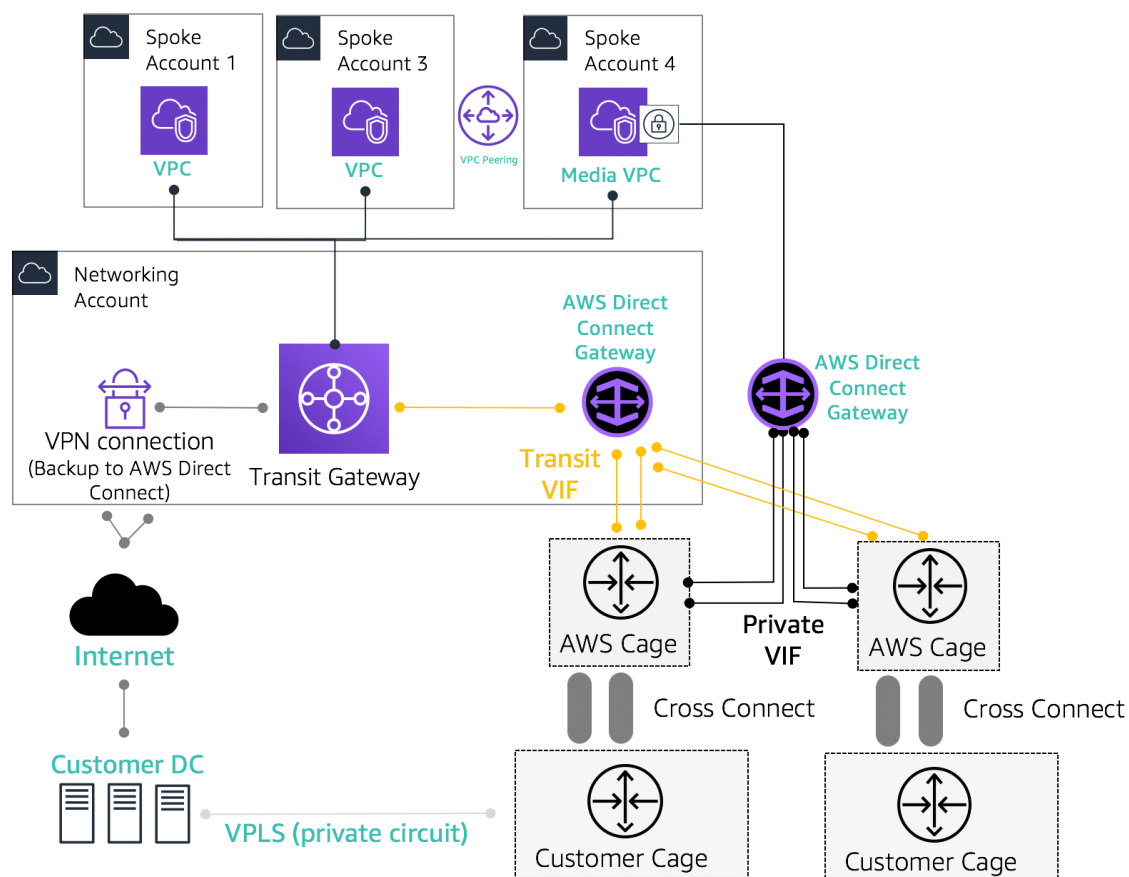 Spoke
Account 1
VPC
Spoke
Account 3
VPC
VPC Peering
Spoke
Account 4
Media VPC
Networking
Account
AWS Direct
Connect
Gateway
AWS Direct
Connect
Gateway
VPN connection
(Backup to AWS Direct
Connect)
Transit Gateway
Transit
VIF
AWS Cage
Private
VIF
AWS Cage
Internet
Cross Connect
Cross Connect
Customer DC
VPLS (private circuit)
Customer Cage
Customer Cage